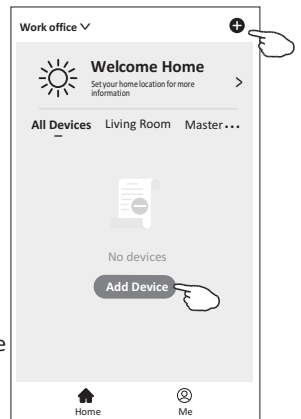 Work office
Welcome Home
Set your home location for more
information
All Devices Living Room Master
No devices
Add Device
e
Home Me